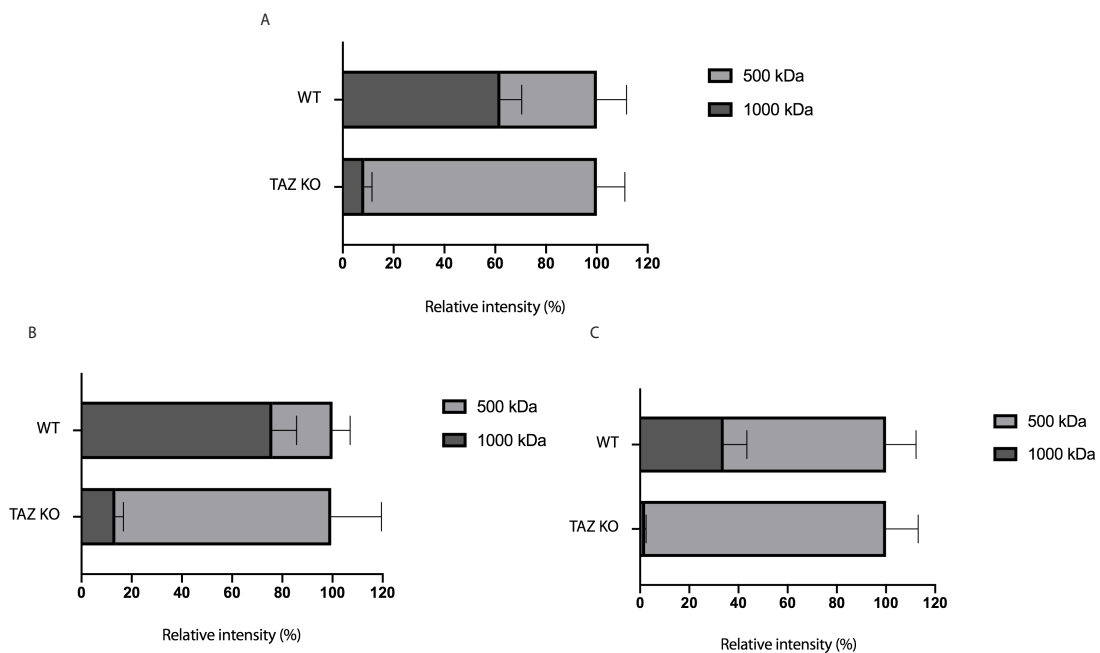 A
WT
TAZ KO
0 20 40 60 80 100 120
Relative intensity (%)
500 kDa
1000 kDa
B
WT
TAZ KO
0 20 40 60 80 100 120
Relative intensity (%)
500 kDa
1000 kDa
C
WT
TAZ KO
0 20 40 60 80 100 120
Relative intensity (%)
500 kDa
1000 kDa